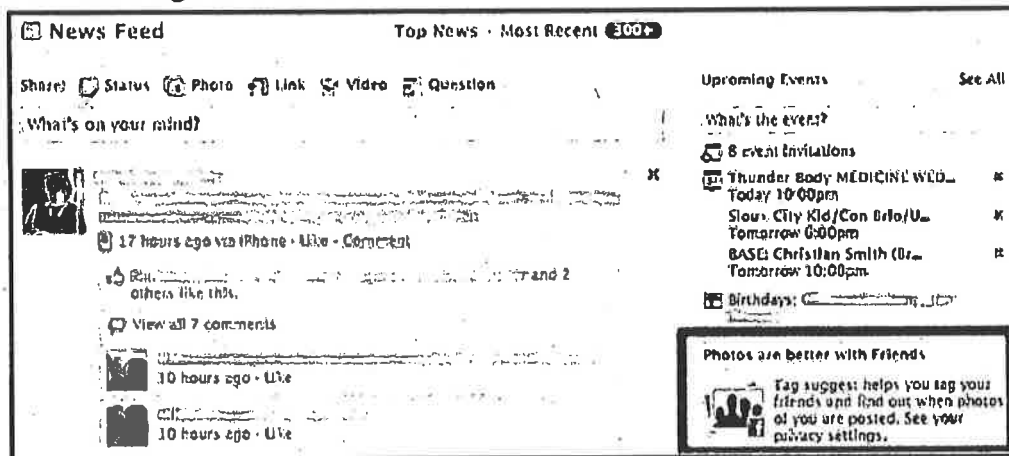 News Feed
Top News · Most Recent 300+
Share: Status Photo Link Video Question
What's on your mind?
17 hours ago via iPhone · Like · Comment
and 2
others like this.
View all 7 comments
10 hours ago · Like
10 hours ago · Like
Upcoming Events See All
What's the event?
8 event invitations
Thunder Body MEDICINE WED...
Today 10:00pm
Sioux City Kid/Con Brio/U...
Tomorrow 6:00pm
BASE: Christian Smith (Br...
Tomorrow 10:00pm
Birthdays:
Photos are better with Friends
Tag suggest helps you tag your
friends and find out when photos
of you are posted. See your
privacy settings.